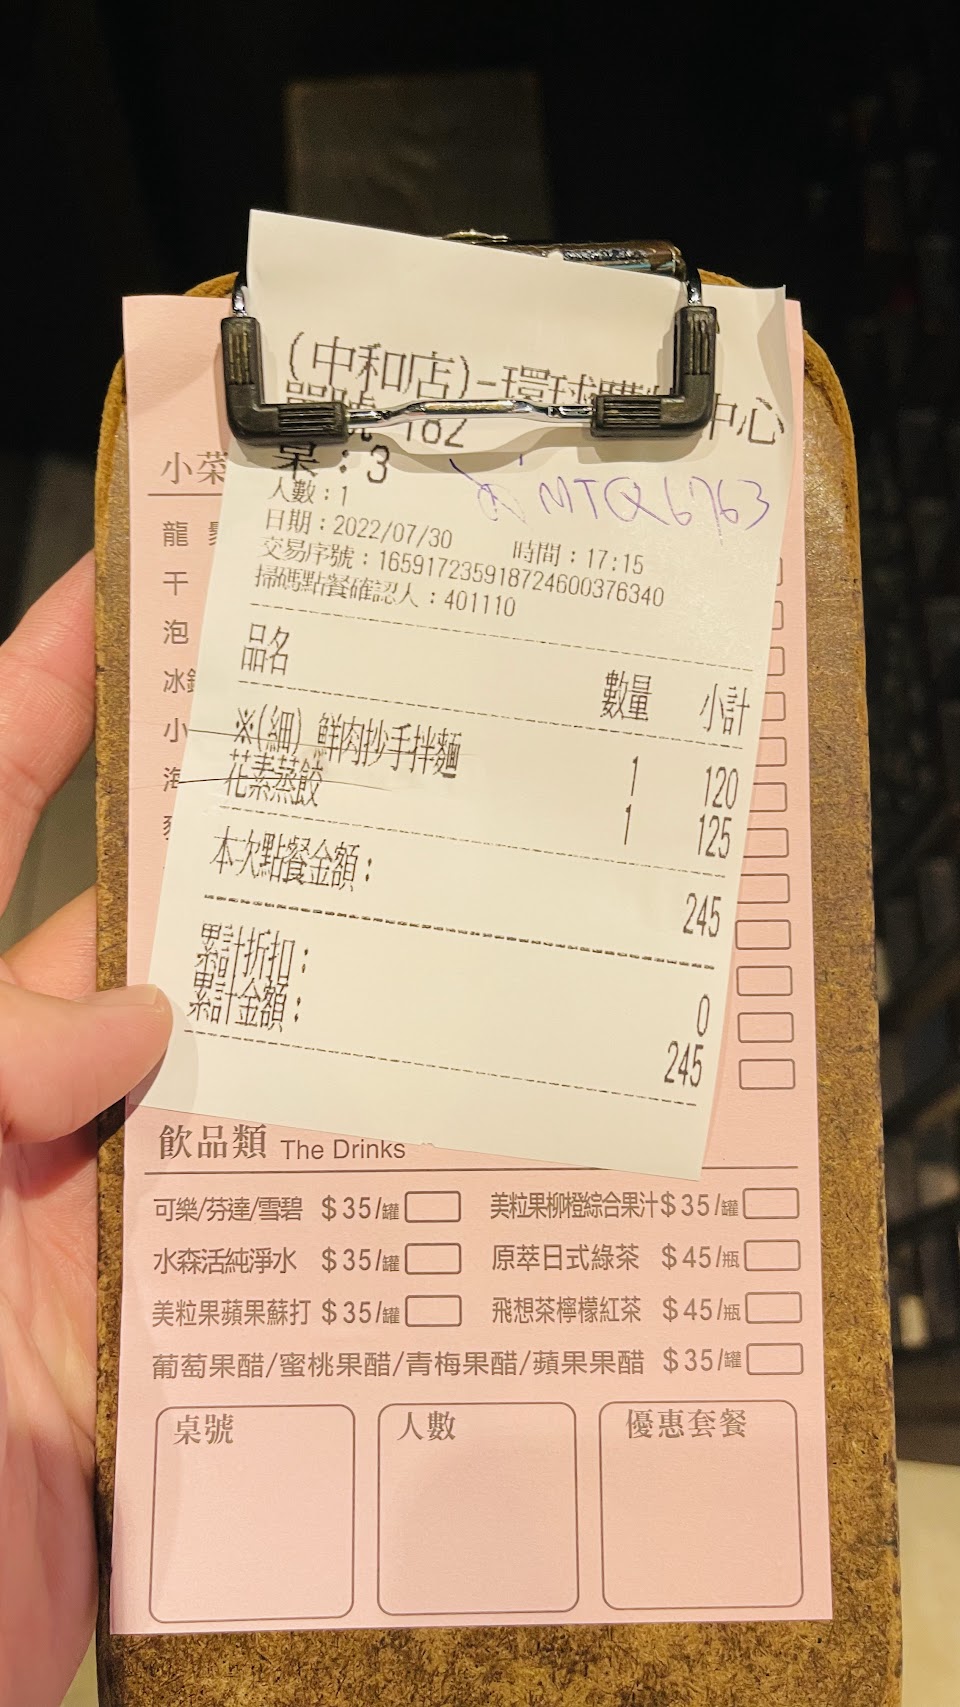 (中和店)-環球購物中心
單號 182
桌：3
MTQ6763
人數：1
日期：2022/07/30 時間：17:15
交易序號：165917235918724600376340
掃碼點餐確認人：401110
品名 數量 小計
※(細) 鮮肉抄手拌麵 1 120
花素蒸餃 1 125
本次點餐金額： 245
累計折扣： 0
累計金額： 245
小菜
龍
干
泡
冰
小
海
飲品類 The Drinks
可樂/芬達/雪碧 $35/罐 美粒果柳橙綜合果汁 $35/罐
水森活純淨水 $35/罐 原萃日式綠茶 $45/瓶
美粒果蘋果蘇打 $35/罐 飛想茶檸檬紅茶 $45/瓶
葡萄果醋/蜜桃果醋/青梅果醋/蘋果果醋 $35/罐
桌號 人數 優惠套餐